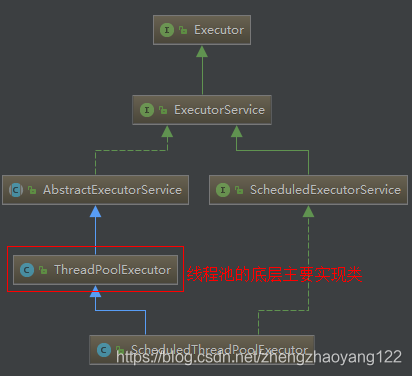 Executor
ExecutorService
AbstractExecutorService
ScheduledExecutorService
ThreadPoolExecutor
线程池的底层主要实现类
ScheduledThreadPoolExecutor
https://blog.csdn.net/zhengzhaoyang122